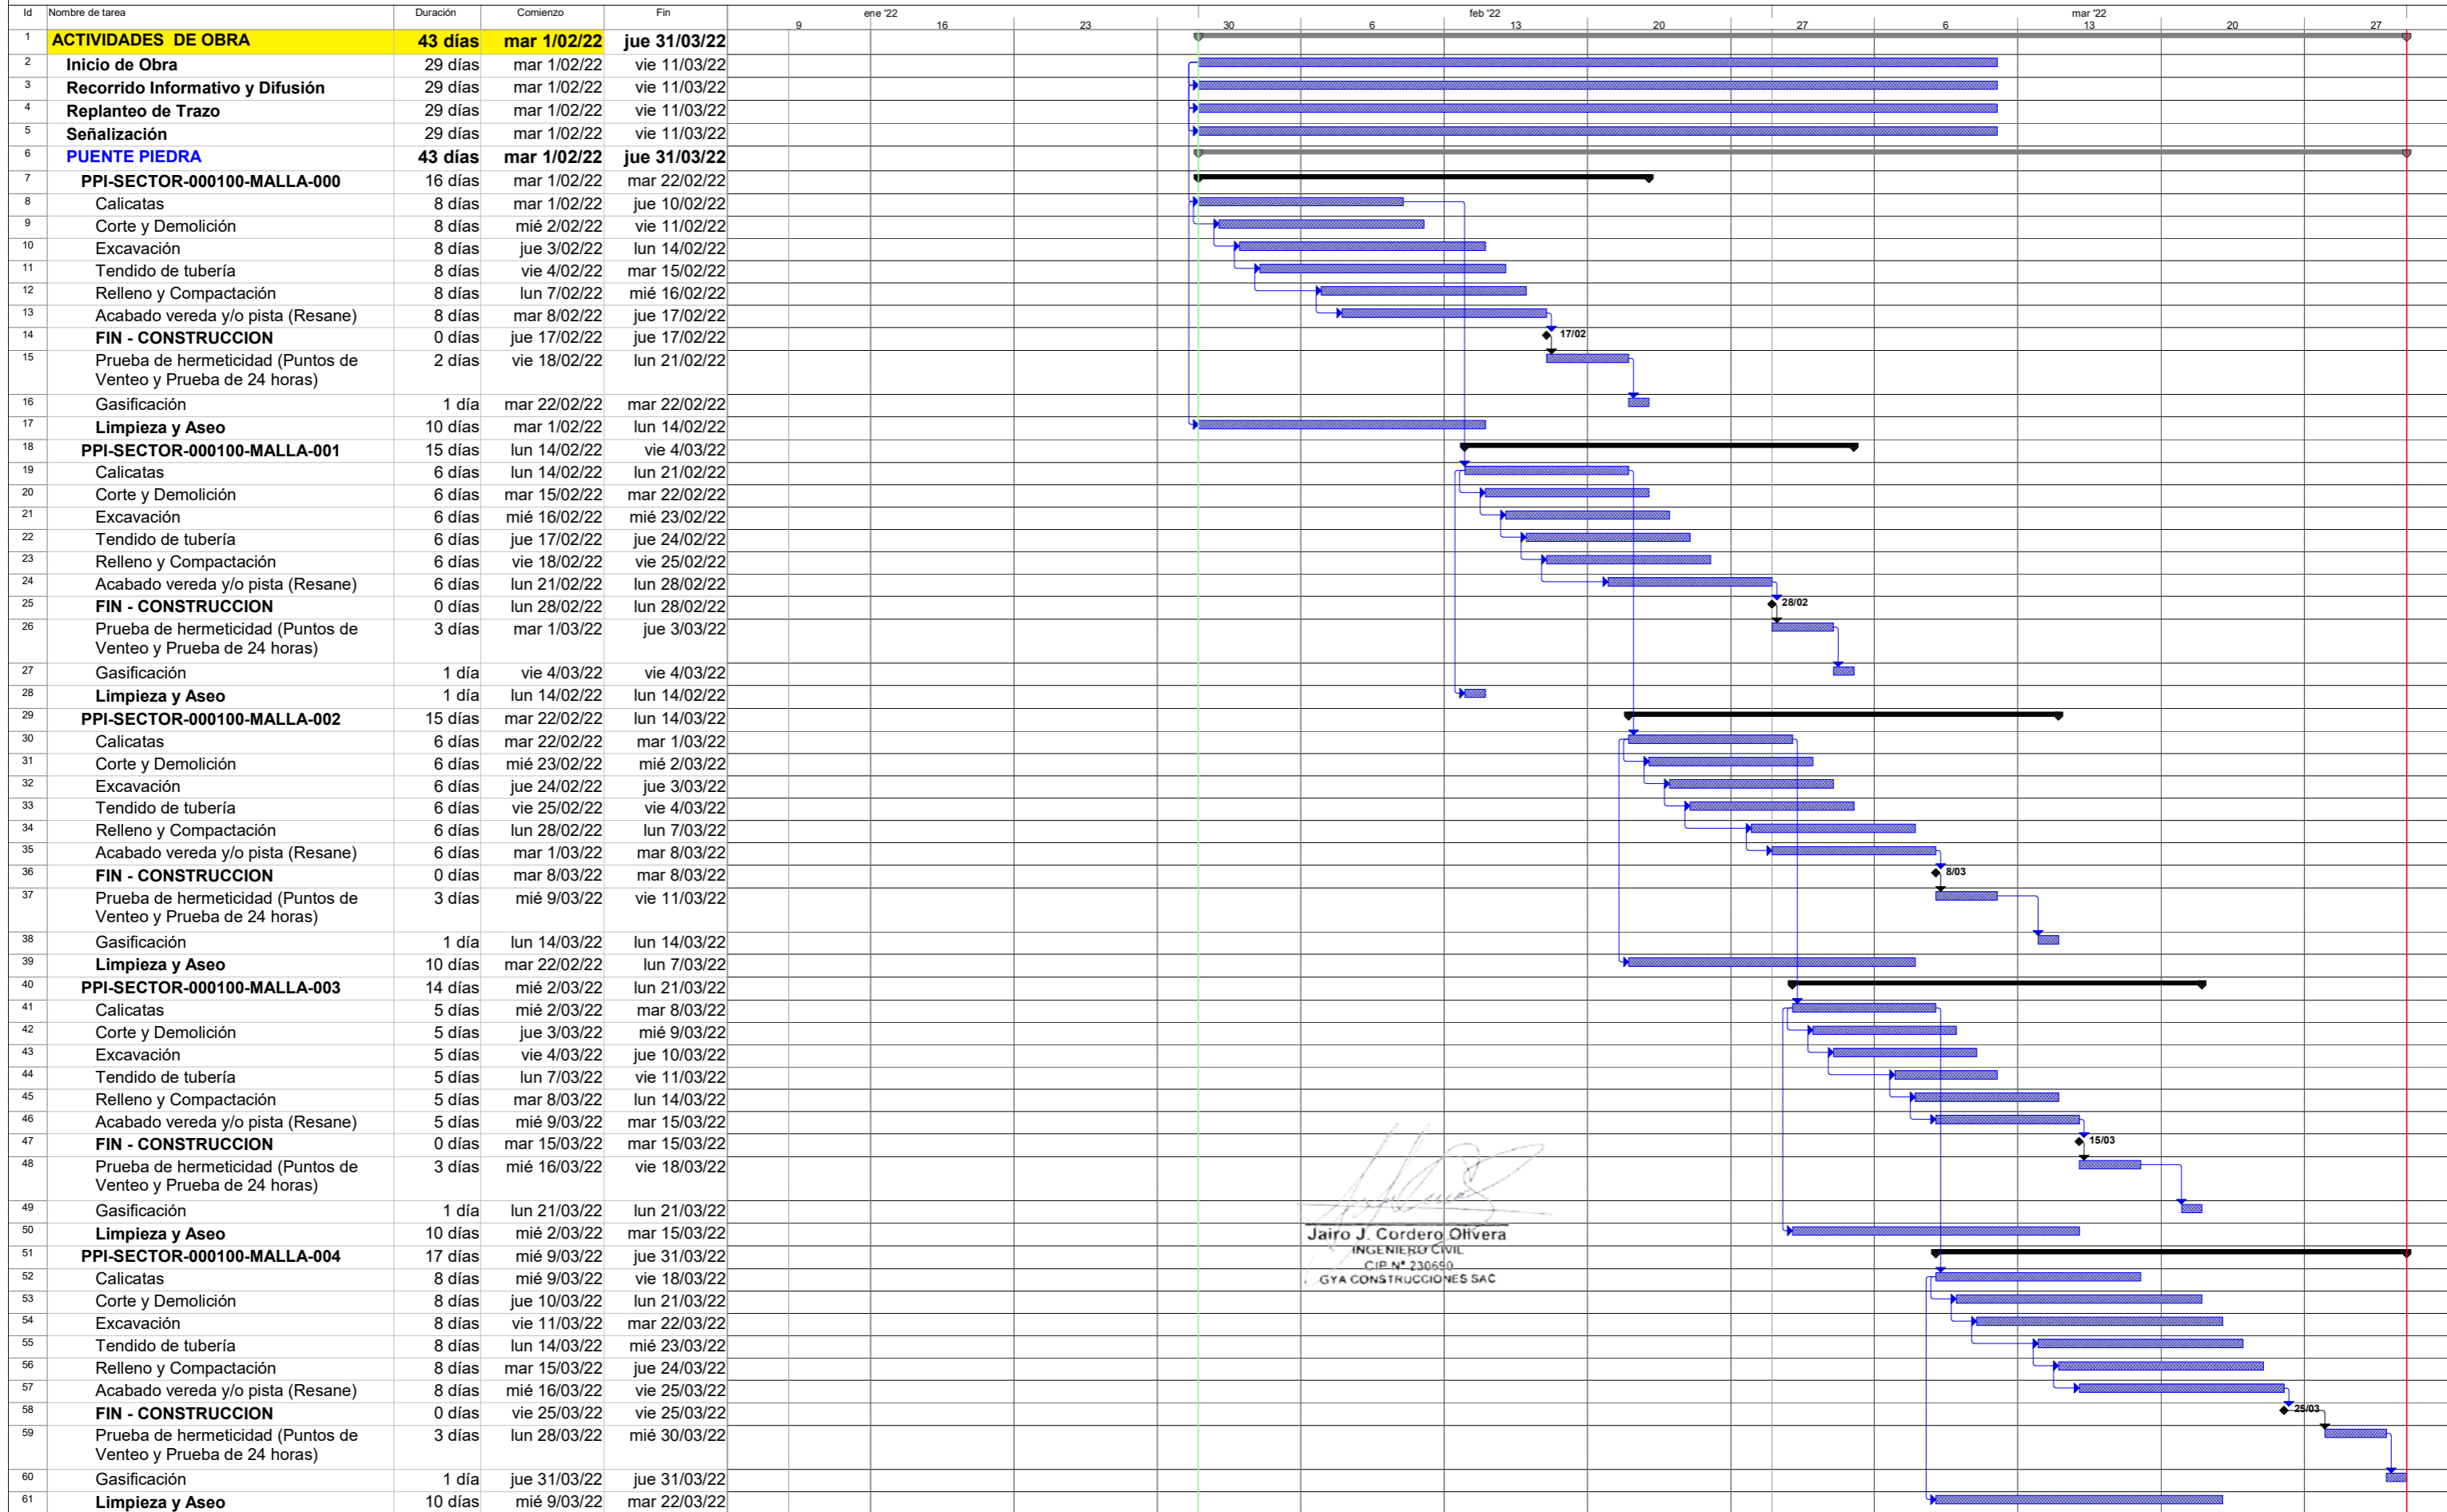 Id Nombre de tarea Duración Comienzo Fin ene '22 feb '22 mar '22
9 16 23 30 6 13 20 27 6 13 20 27
1 ACTIVIDADES DE OBRA 43 días mar 1/02/22 jue 31/03/22
2 Inicio de Obra 29 días mar 1/02/22 vie 11/03/22
3 Recorrido Informativo y Difusión 29 días mar 1/02/22 vie 11/03/22
4 Replanteo de Trazo 29 días mar 1/02/22 vie 11/03/22
5 Señalización 29 días mar 1/02/22 vie 11/03/22
6 PUENTE PIEDRA 43 días mar 1/02/22 jue 31/03/22
7 PPI-SECTOR-000100-MALLA-000 16 días mar 1/02/22 mar 22/02/22
8 Calicatas 8 días mar 1/02/22 jue 10/02/22
9 Corte y Demolición 8 días mié 2/02/22 vie 11/02/22
10 Excavación 8 días jue 3/02/22 lun 14/02/22
11 Tendido de tubería 8 días vie 4/02/22 mar 15/02/22
12 Relleno y Compactación 8 días lun 7/02/22 mié 16/02/22
13 Acabado vereda y/o pista (Resane) 8 días mar 8/02/22 jue 17/02/22
14 FIN - CONSTRUCCION 0 días jue 17/02/22 jue 17/02/22 17/02
15 Prueba de hermeticidad (Puntos de 2 días vie 18/02/22 lun 21/02/22
Venteo y Prueba de 24 horas)
16 Gasificación 1 día mar 22/02/22 mar 22/02/22
17 Limpieza y Aseo 10 días mar 1/02/22 lun 14/02/22
18 PPI-SECTOR-000100-MALLA-001 15 días lun 14/02/22 vie 4/03/22
19 Calicatas 6 días lun 14/02/22 lun 21/02/22
20 Corte y Demolición 6 días mar 15/02/22 mar 22/02/22
21 Excavación 6 días mié 16/02/22 mié 23/02/22
22 Tendido de tubería 6 días jue 17/02/22 jue 24/02/22
23 Relleno y Compactación 6 días vie 18/02/22 vie 25/02/22
24 Acabado vereda y/o pista (Resane) 6 días lun 21/02/22 lun 28/02/22
25 FIN - CONSTRUCCION 0 días lun 28/02/22 lun 28/02/22 28/02
26 Prueba de hermeticidad (Puntos de 3 días mar 1/03/22 jue 3/03/22
Venteo y Prueba de 24 horas)
27 Gasificación 1 día vie 4/03/22 vie 4/03/22
28 Limpieza y Aseo 1 día lun 14/02/22 lun 14/02/22
29 PPI-SECTOR-000100-MALLA-002 15 días mar 22/02/22 lun 14/03/22
30 Calicatas 6 días mar 22/02/22 mar 1/03/22
31 Corte y Demolición 6 días mié 23/02/22 mié 2/03/22
32 Excavación 6 días jue 24/02/22 jue 3/03/22
33 Tendido de tubería 6 días vie 25/02/22 vie 4/03/22
34 Relleno y Compactación 6 días lun 28/02/22 lun 7/03/22
35 Acabado vereda y/o pista (Resane) 6 días mar 1/03/22 mar 8/03/22
36 FIN - CONSTRUCCION 0 días mar 8/03/22 mar 8/03/22 8/03
37 Prueba de hermeticidad (Puntos de 3 días mié 9/03/22 vie 11/03/22
Venteo y Prueba de 24 horas)
38 Gasificación 1 día lun 14/03/22 lun 14/03/22
39 Limpieza y Aseo 10 días mar 22/02/22 lun 7/03/22
40 PPI-SECTOR-000100-MALLA-003 14 días mié 2/03/22 lun 21/03/22
41 Calicatas 5 días mié 2/03/22 mar 8/03/22
42 Corte y Demolición 5 días jue 3/03/22 mié 9/03/22
43 Excavación 5 días vie 4/03/22 jue 10/03/22
44 Tendido de tubería 5 días lun 7/03/22 vie 11/03/22
45 Relleno y Compactación 5 días mar 8/03/22 lun 14/03/22
46 Acabado vereda y/o pista (Resane) 5 días mié 9/03/22 mar 15/03/22
47 FIN - CONSTRUCCION 0 días mar 15/03/22 mar 15/03/22 15/03
48 Prueba de hermeticidad (Puntos de 3 días mié 16/03/22 vie 18/03/22
Venteo y Prueba de 24 horas)
49 Gasificación 1 día lun 21/03/22 lun 21/03/22
50 Limpieza y Aseo 10 días mié 2/03/22 mar 15/03/22
51 PPI-SECTOR-000100-MALLA-004 17 días mié 9/03/22 jue 31/03/22
52 Calicatas 8 días mié 9/03/22 vie 18/03/22
53 Corte y Demolición 8 días jue 10/03/22 lun 21/03/22
54 Excavación 8 días vie 11/03/22 mar 22/03/22
55 Tendido de tubería 8 días lun 14/03/22 mié 23/03/22
56 Relleno y Compactación 8 días mar 15/03/22 jue 24/03/22
57 Acabado vereda y/o pista (Resane) 8 días mié 16/03/22 vie 25/03/22
58 FIN - CONSTRUCCION 0 días vie 25/03/22 vie 25/03/22 25/03
59 Prueba de hermeticidad (Puntos de 3 días lun 28/03/22 mié 30/03/22
Venteo y Prueba de 24 horas)
60 Gasificación 1 día jue 31/03/22 jue 31/03/22
61 Limpieza y Aseo 10 días mié 9/03/22 mar 22/03/22
Jairo J. Cordero Olivera
INGENIERO CIVIL
CIP Nº 230690
GYA CONSTRUCCIONES SAC